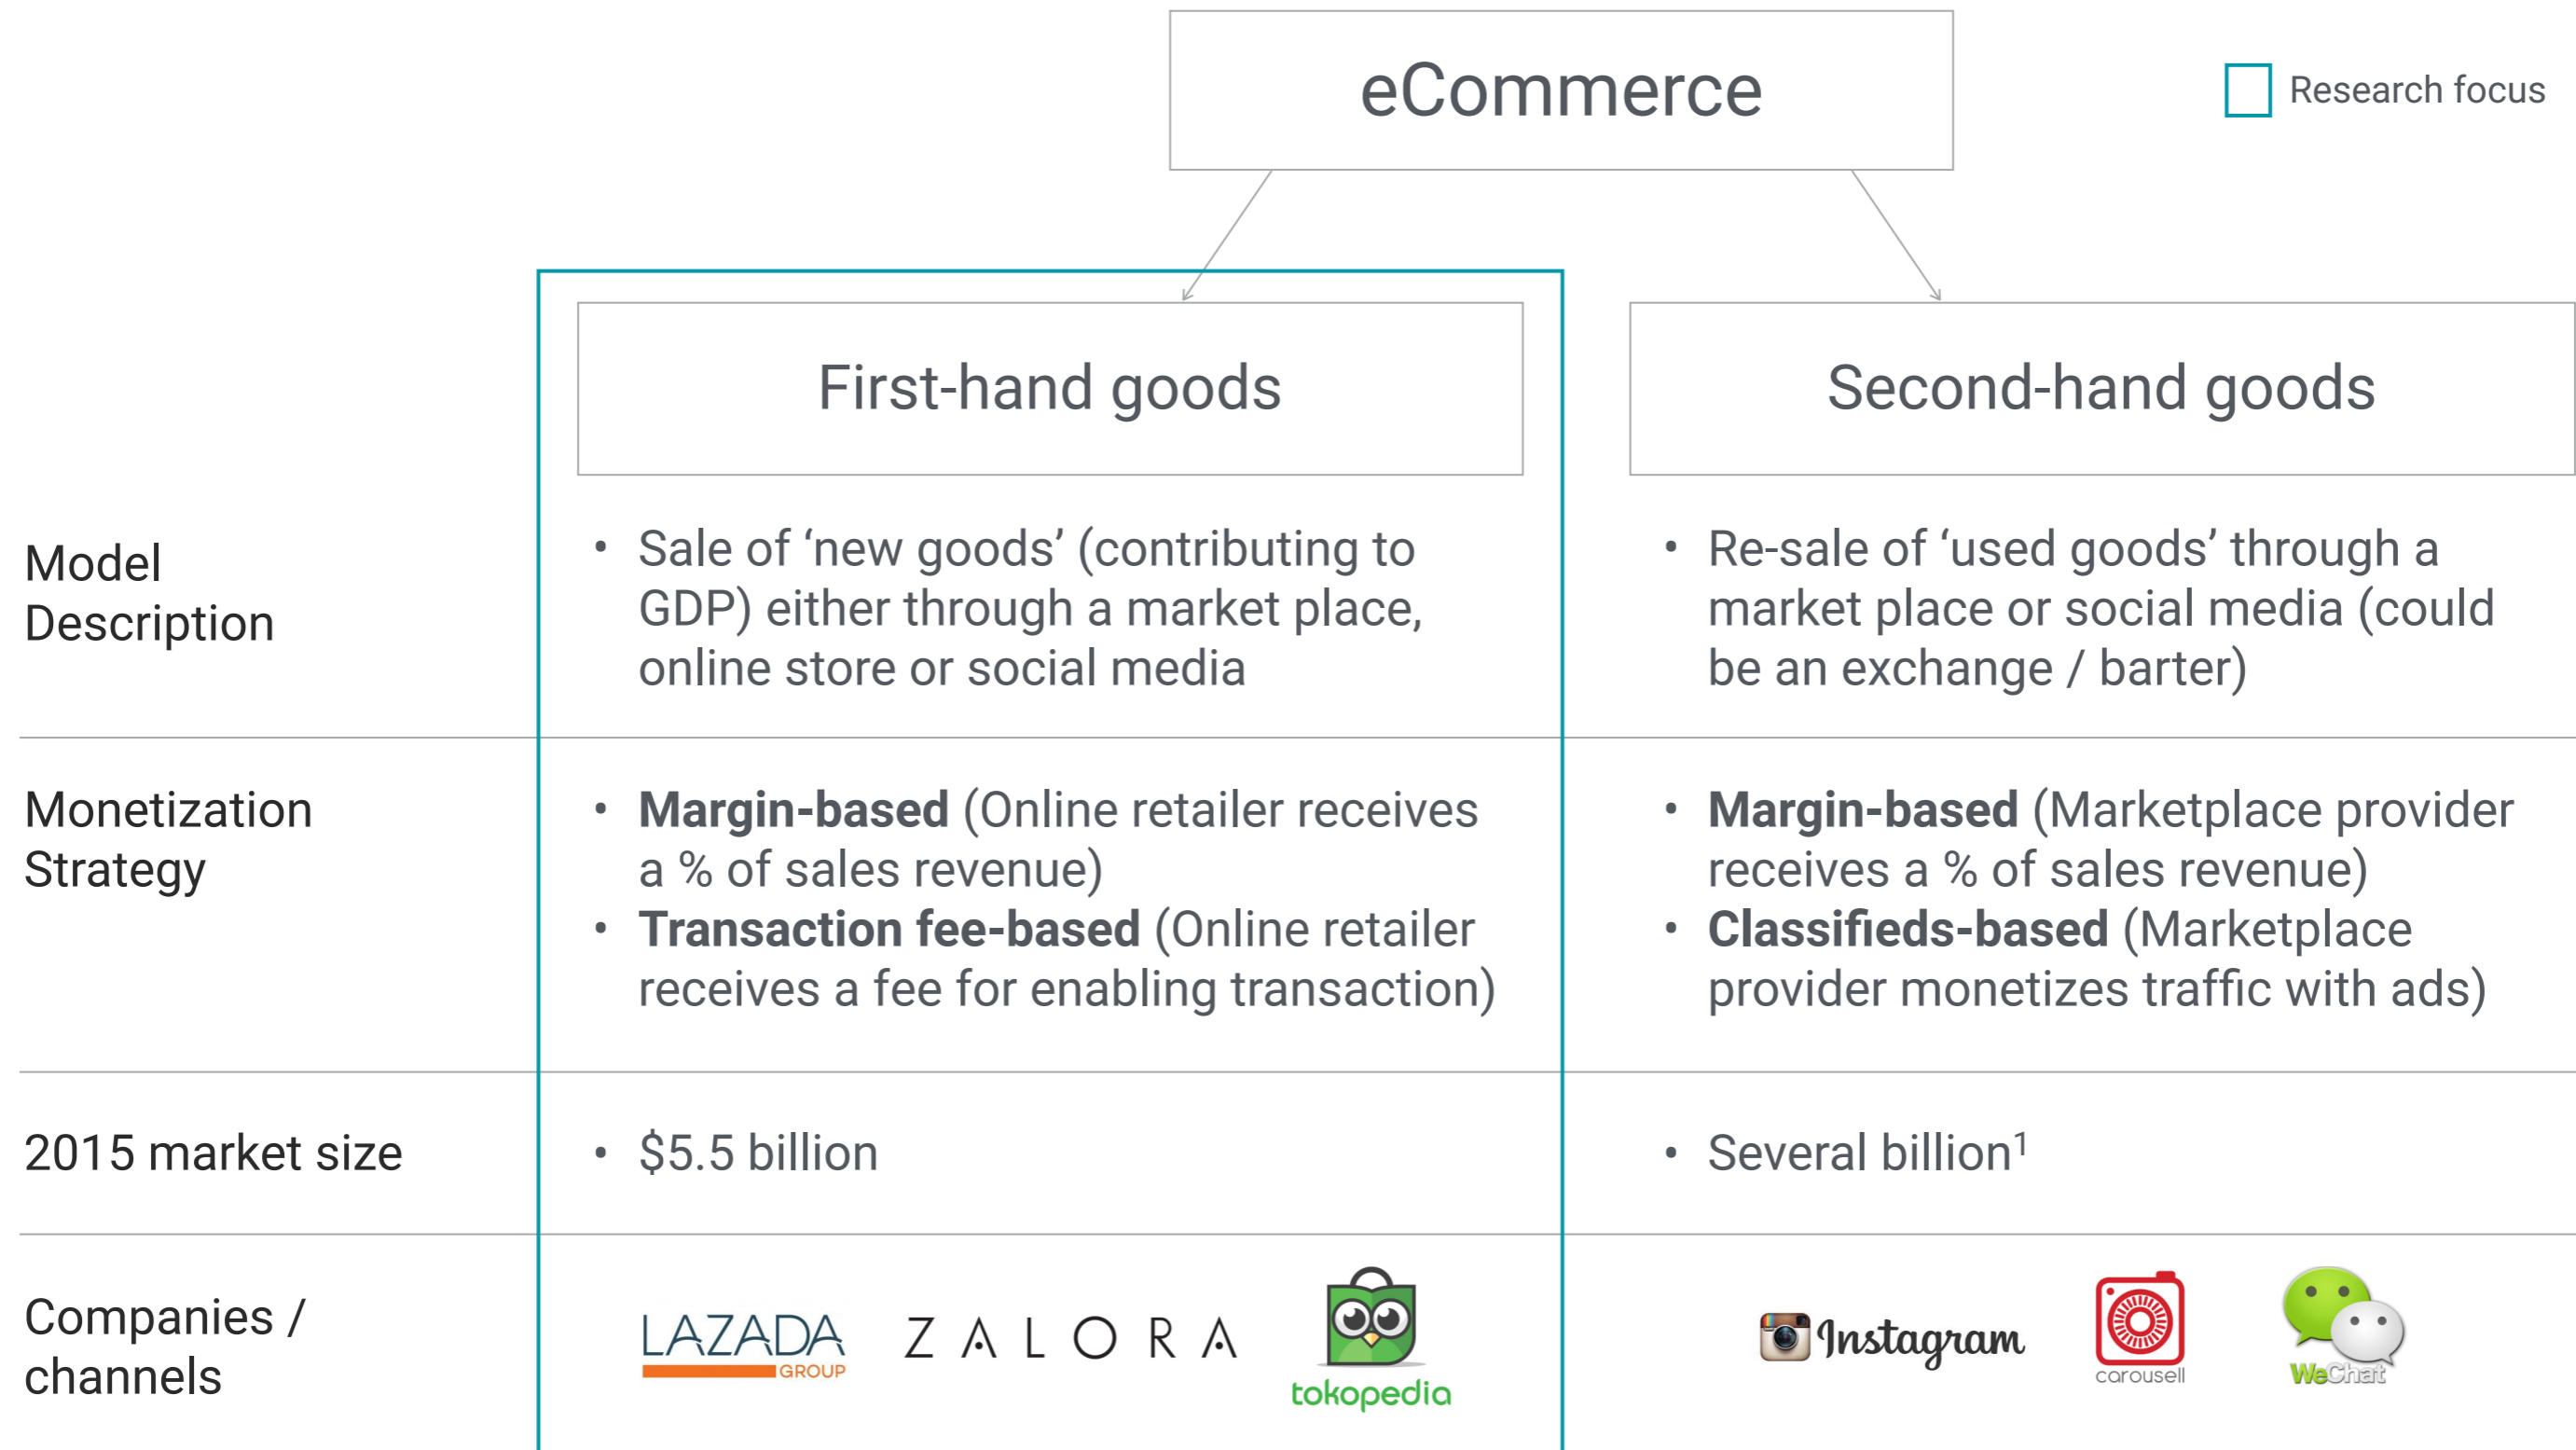 eCommerce
Research focus
First-hand goods
Second-hand goods
Model
Description
• Sale of ‘new goods’ (contributing to
GDP) either through a market place,
online store or social media
• Re-sale of ‘used goods’ through a
market place or social media (could
be an exchange / barter)
Monetization
Strategy
• Margin-based (Online retailer receives
a % of sales revenue)
• Transaction fee-based (Online retailer
receives a fee for enabling transaction)
• Margin-based (Marketplace provider
receives a % of sales revenue)
• Classifieds-based (Marketplace
provider monetizes traffic with ads)
2015 market size
• $5.5 billion
• Several billion¹
Companies /
channels
LAZADA
GROUP
ZALORA
tokopedia
Instagram
carousell
WeChat